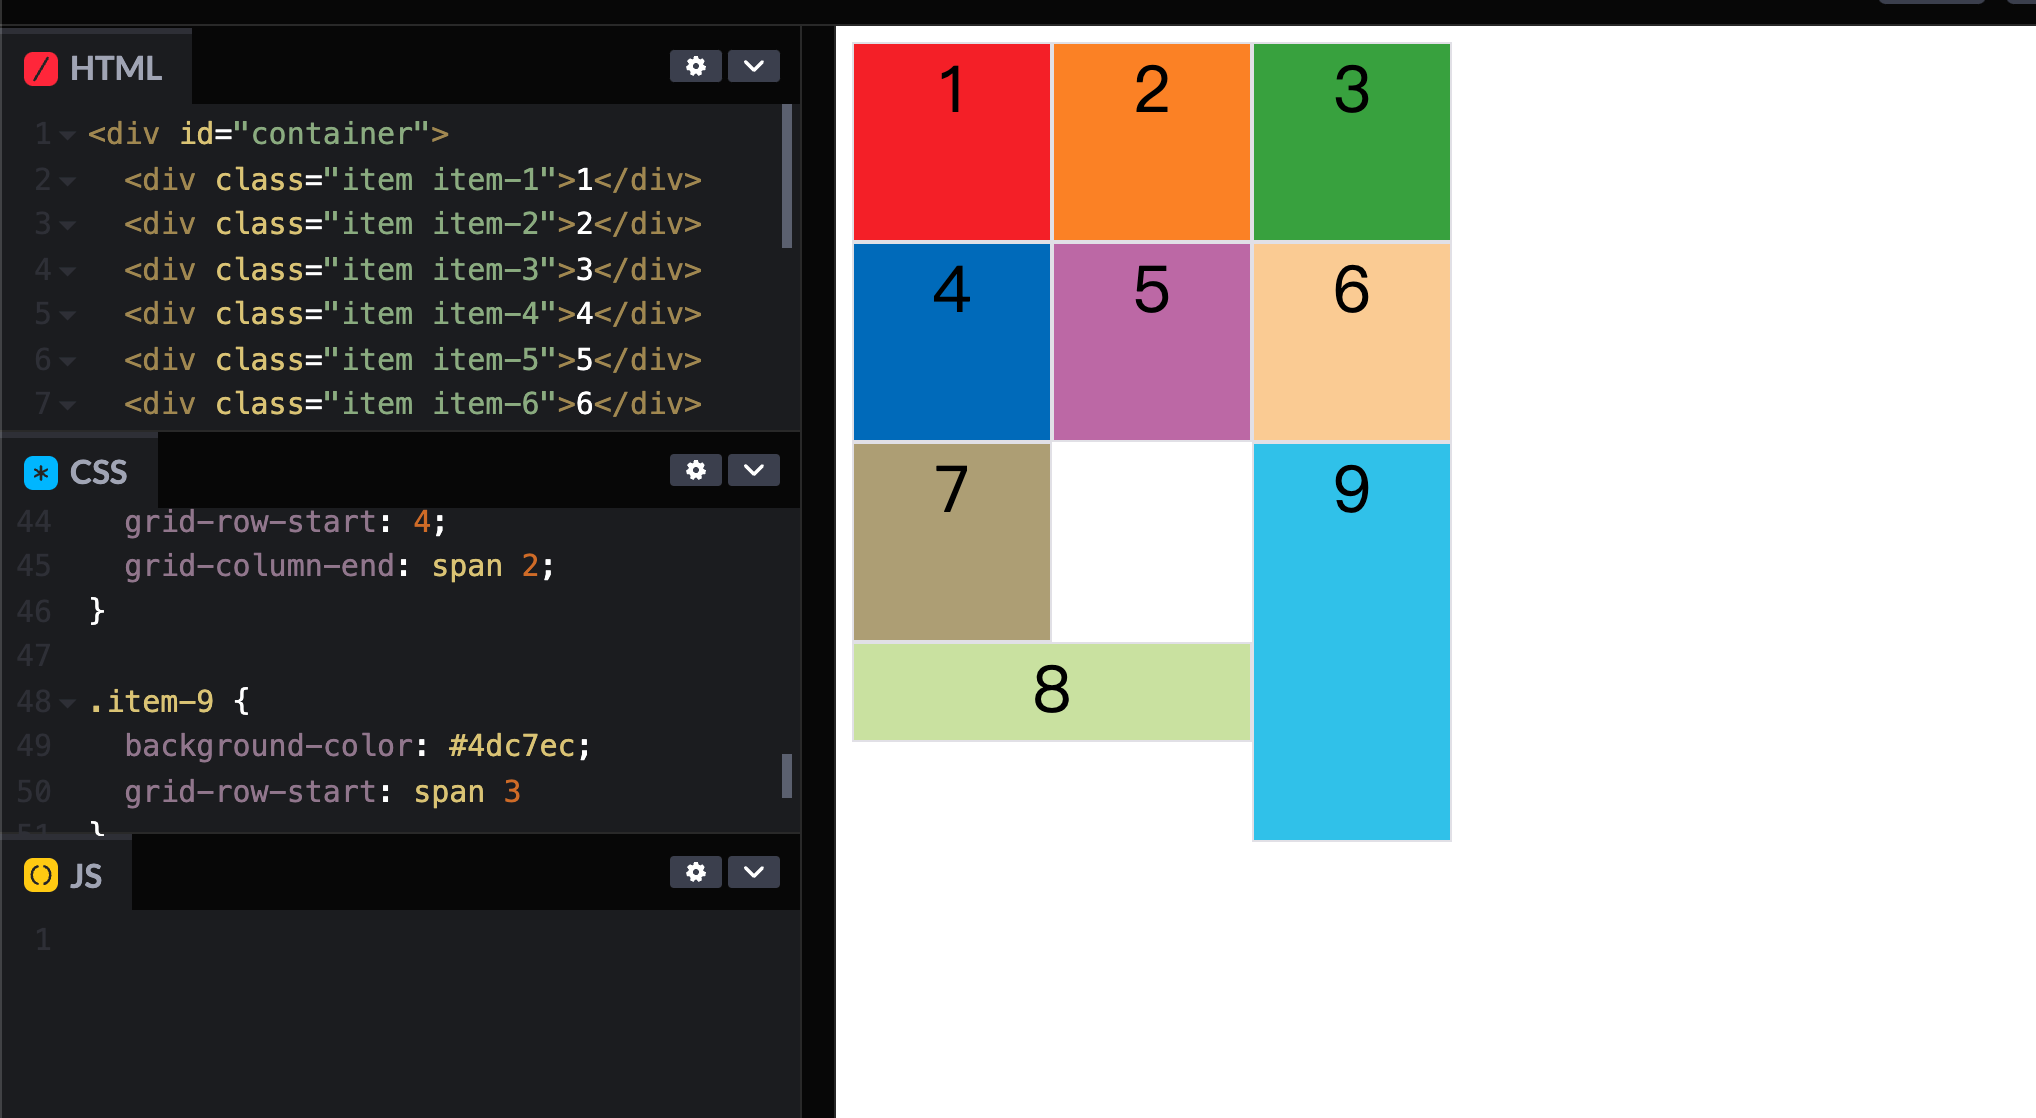 HTML
1 <div id="container">
2 <div class="item item-1">1</div>
3 <div class="item item-2">2</div>
4 <div class="item item-3">3</div>
5 <div class="item item-4">4</div>
6 <div class="item item-5">5</div>
7 <div class="item item-6">6</div>
CSS
44 grid-row-start: 4;
45 grid-column-end: span 2;
46 }
47
48 .item-9 {
49 background-color: #4dc7ec;
50 grid-row-start: span 3
51 }
JS
1
1 2 3
4 5 6
7 9
8